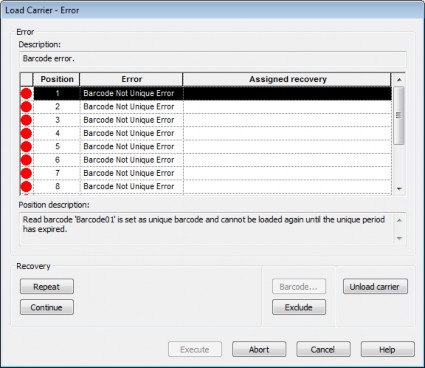 Load Carrier - Error
Error
Description:
Barcode error.
Position Error Assigned recovery
1 Barcode Not Unique Error
2 Barcode Not Unique Error
3 Barcode Not Unique Error
4 Barcode Not Unique Error
5 Barcode Not Unique Error
6 Barcode Not Unique Error
7 Barcode Not Unique Error
8 Barcode Not Unique Error
Position description:
Read barcode 'Barcode01' is set as unique barcode and cannot be loaded again until the unique period
has expired.
Recovery
Repeat Barcode... Unload carrier
Continue Exclude
Execute Abort Cancel Help